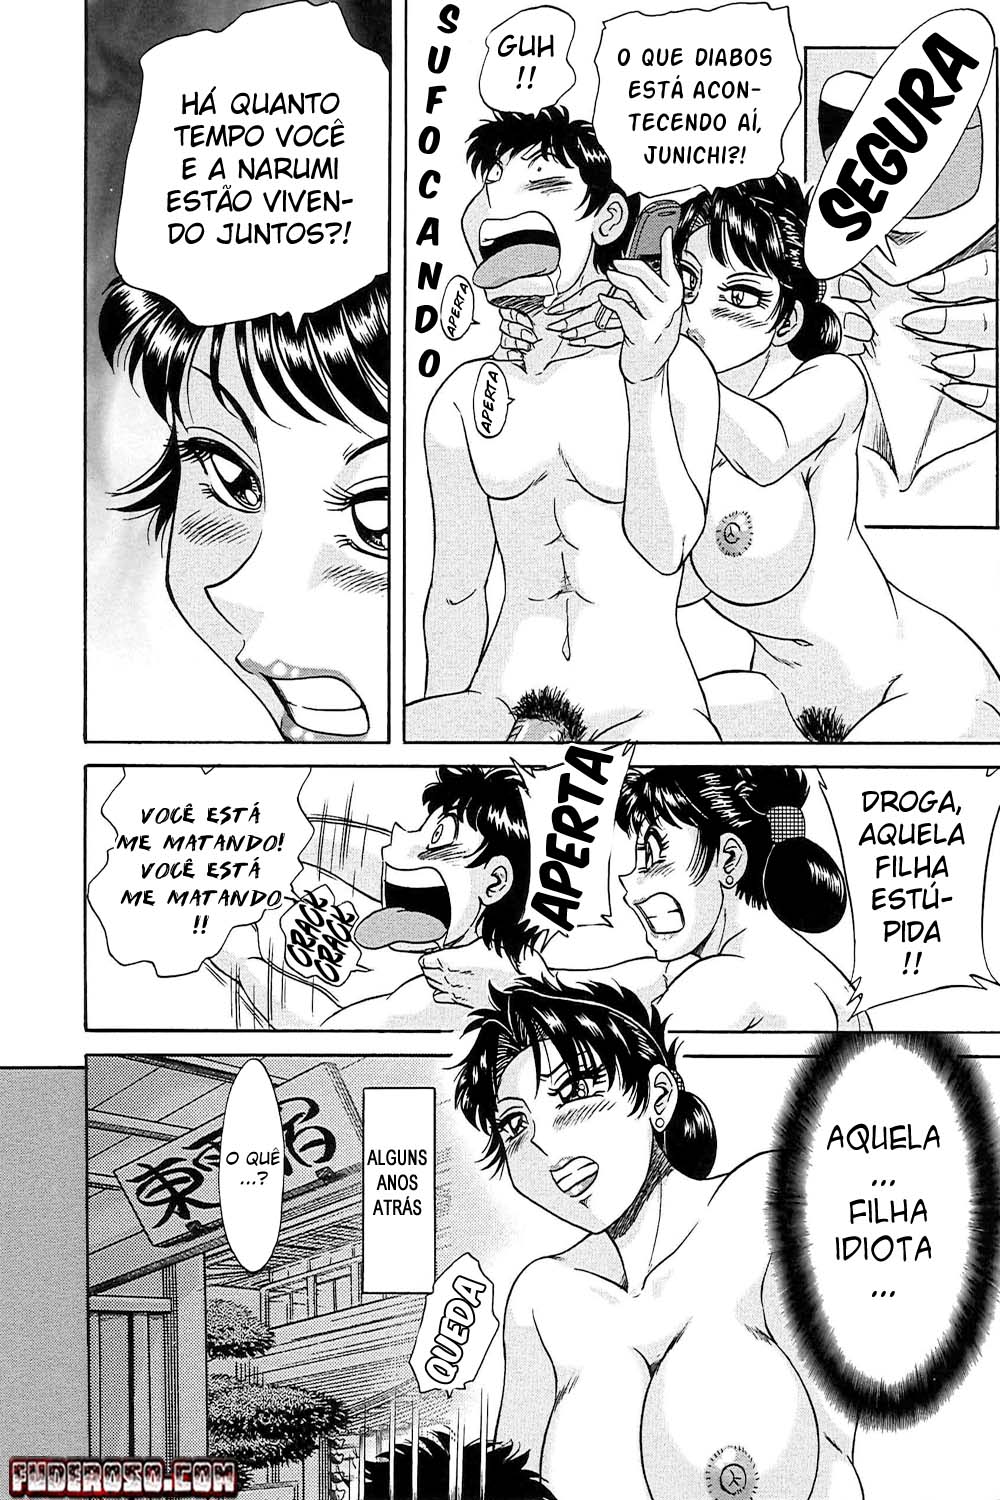 SEGURA
O QUE DIABOS
ESTÁ ACON-
TECENDO AÍ,
JUNICHI?!
GUH
!!
SUFOCANDO
APERTA
APERTA
HÁ QUANTO
TEMPO VOCÊ
E A NARUMI
ESTÃO VIVEN-
DO JUNTOS?!
DROGA,
AQUELA
FILHA
ESTÚ-
PIDA
!!
APERTA
VOCÊ ESTÁ
ME MATANDO!
VOCÊ ESTÁ
ME MATANDO
!!
CRACK
CRACK
AQUELA
...
FILHA
IDIOTA
...
ALGUNS
ANOS
ATRÁS
O QUÊ
...?
QUEDA
FUDEROSO.COM